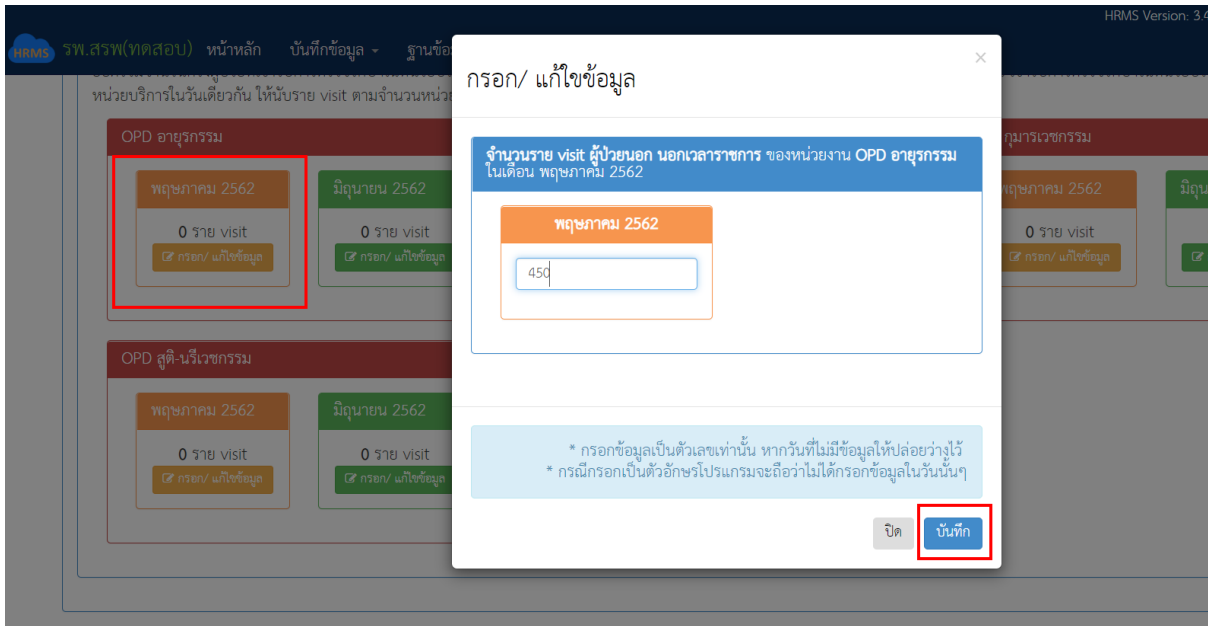 HRMS Version: 3.4
HRMS รพ.สรพ(ทดสอบ) หน้าหลัก บันทึกข้อมูล ฐานข้อ
หน่วยบริการในวันเดียวกัน ให้นับราย visit ตามจำนวนหน่วย
OPD อายุรกรรม
พฤษภาคม 2562
0 ราย visit
กรอก/ แก้ไขข้อมูล
มิถุนายน 2562
0 ราย visit
กรอก/ แก้ไขข้อมูล
กุมารเวชกรรม
พฤษภาคม 2562
0 ราย visit
กรอก/ แก้ไขข้อมูล
มิถุน
OPD สูติ-นรีเวชกรรม
พฤษภาคม 2562
0 ราย visit
กรอก/ แก้ไขข้อมูล
มิถุนายน 2562
0 ราย visit
กรอก/ แก้ไขข้อมูล
กรอก/ แก้ไขข้อมูล
×
จำนวนราย visit ผู้ป่วยนอก นอกเวลาราชการ ของหน่วยงาน OPD อายุรกรรม
ในเดือน พฤษภาคม 2562
พฤษภาคม 2562
450
* กรอกข้อมูลเป็นตัวเลขเท่านั้น หากวันที่ไม่มีข้อมูลให้ปล่อยว่างไว้
* กรณีกรอกเป็นตัวอักษรโปรแกรมจะถือว่าไม่ได้กรอกข้อมูลในวันนั้นๆ
ปิด บันทึก